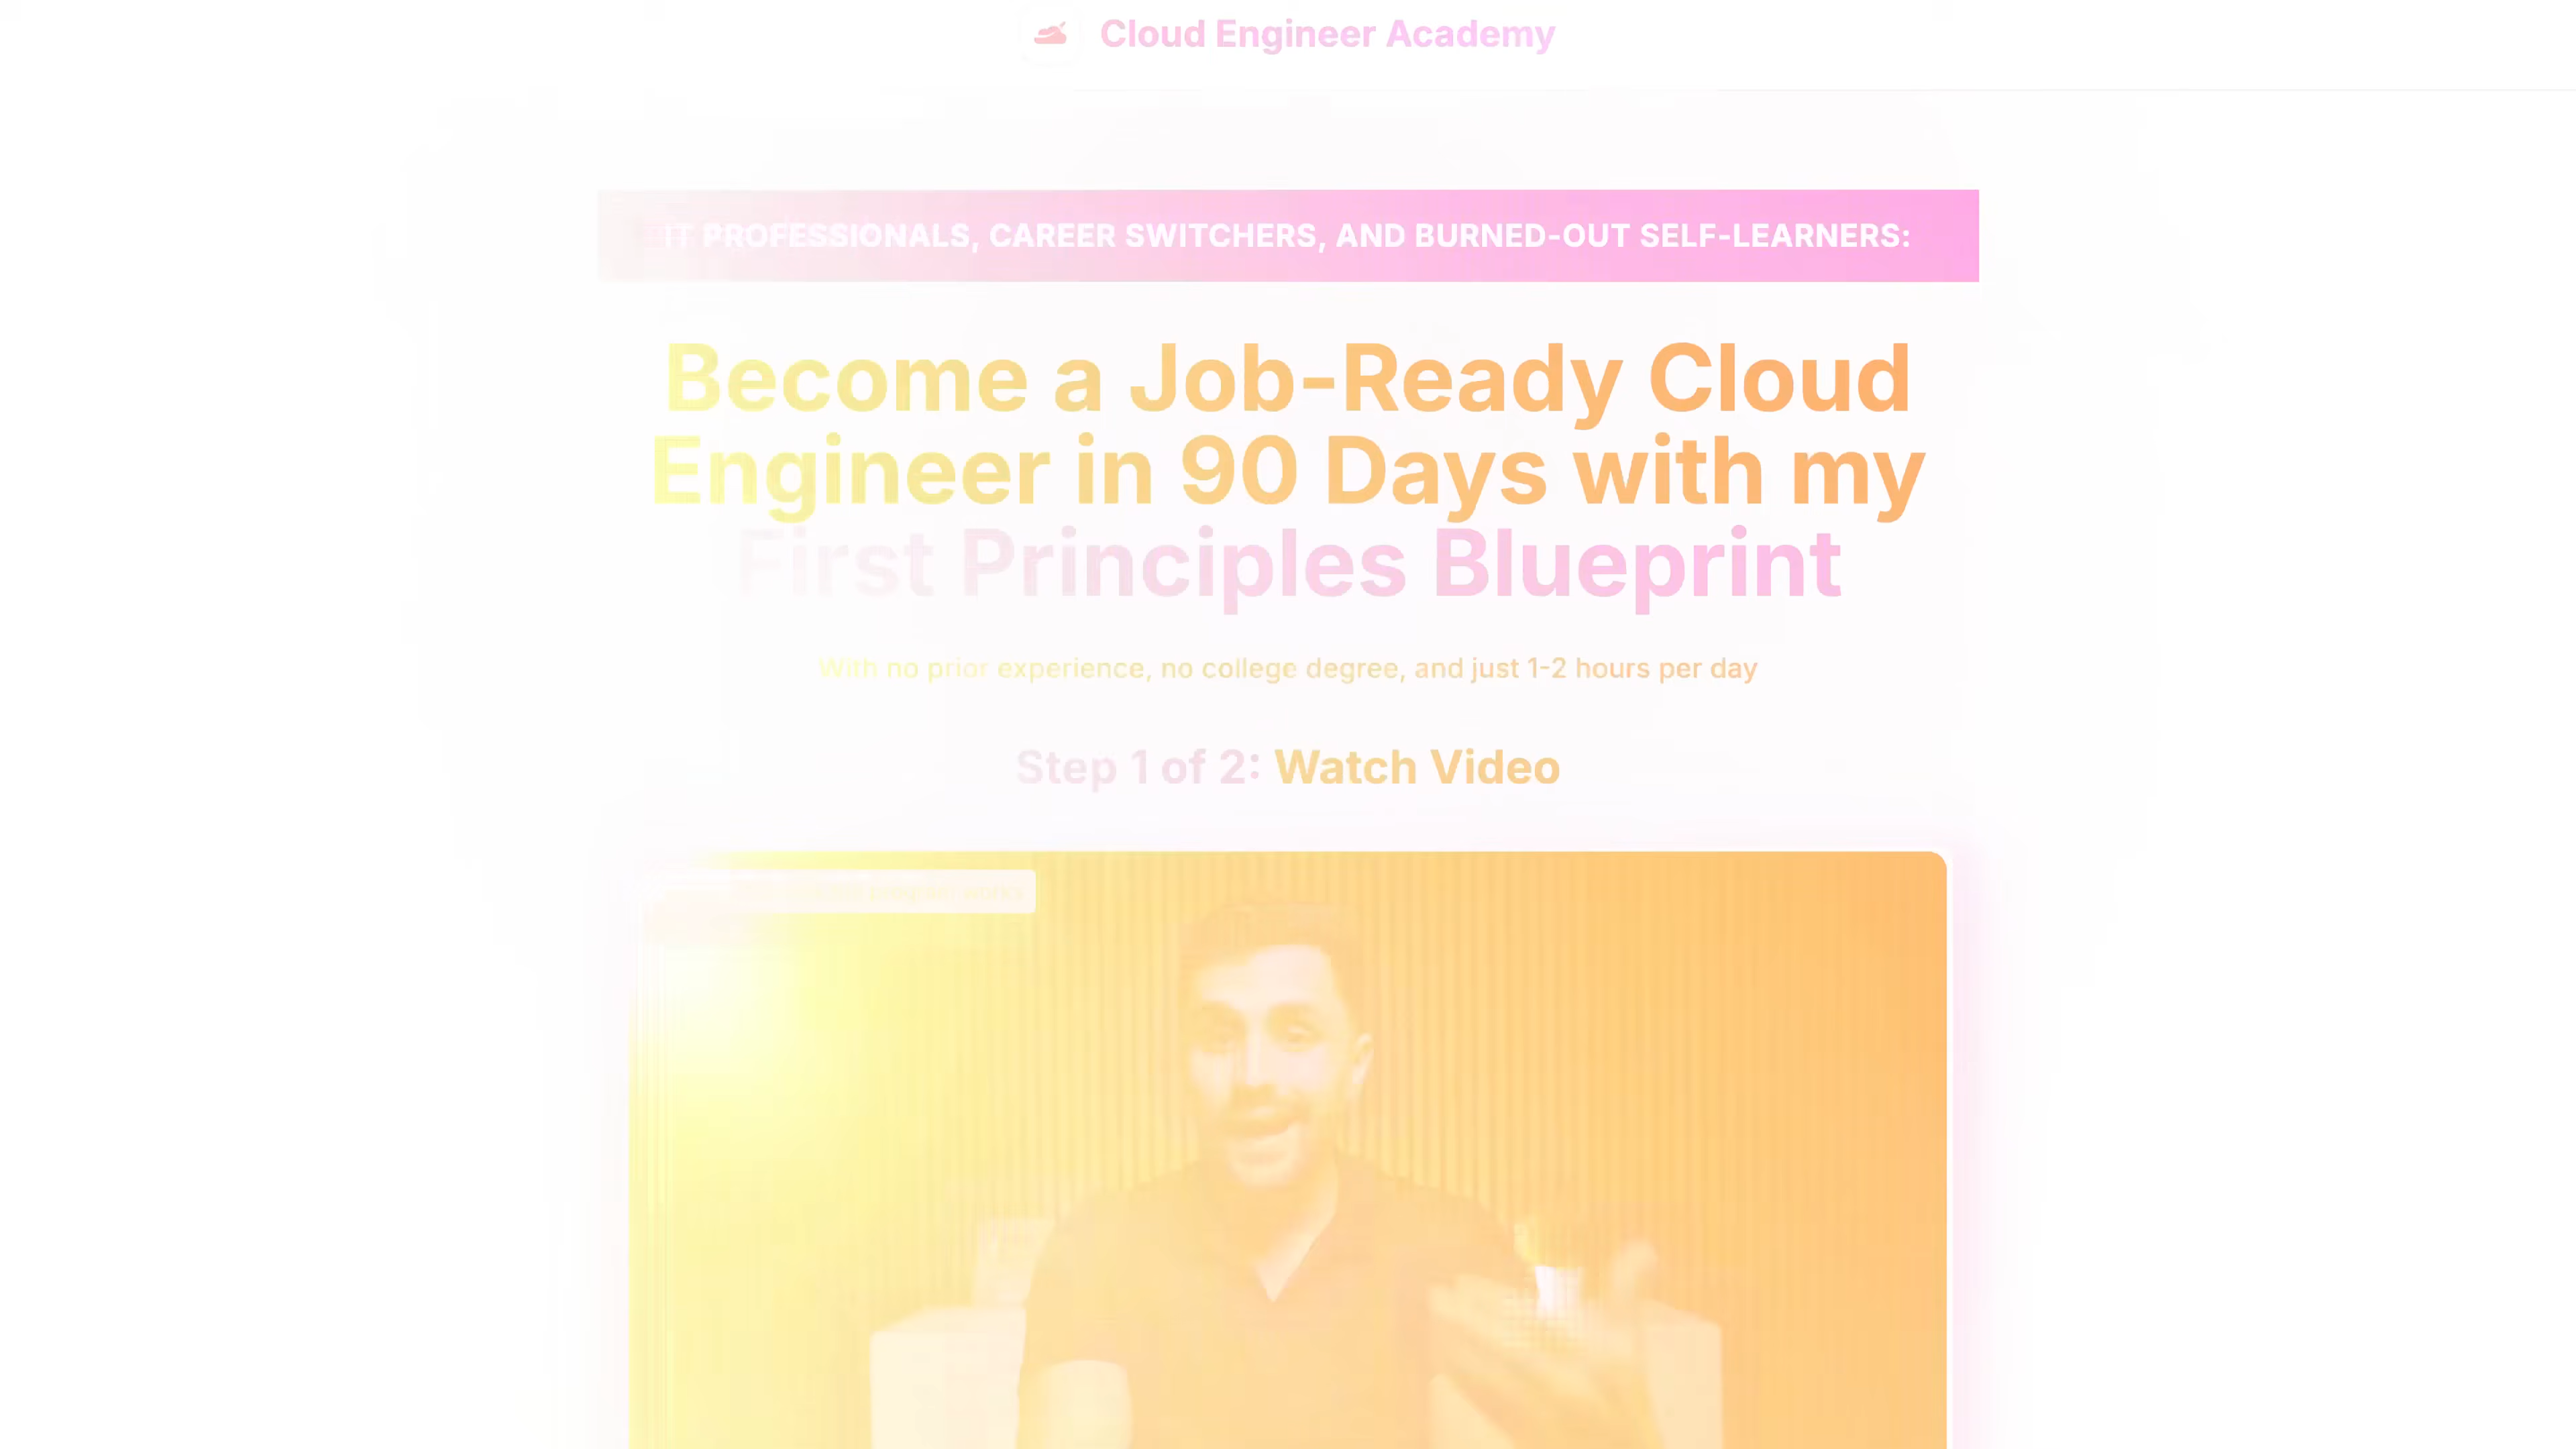 Cloud Engineer Academy
IT PROFESSIONALS, CAREER SWITCHERS, AND BURNED-OUT SELF-LEARNERS:
Become a Job-Ready Cloud
Engineer in 90 Days with my
First Principles Blueprint
With no prior experience, no college degree, and just 1-2 hours per day
Step 1 of 2: Watch Video